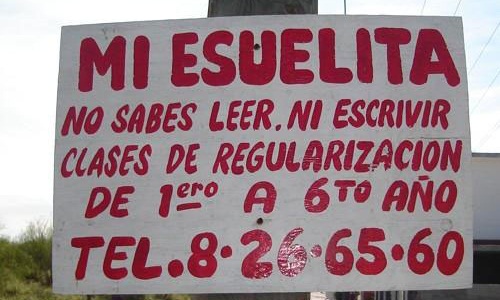 MI ESUELITA
NO SABES LEER. NI ESCRIVIR
CLASES DE REGULARIZACION
DE 1ero A 6TO AÑO
TEL. 8·26·65·60